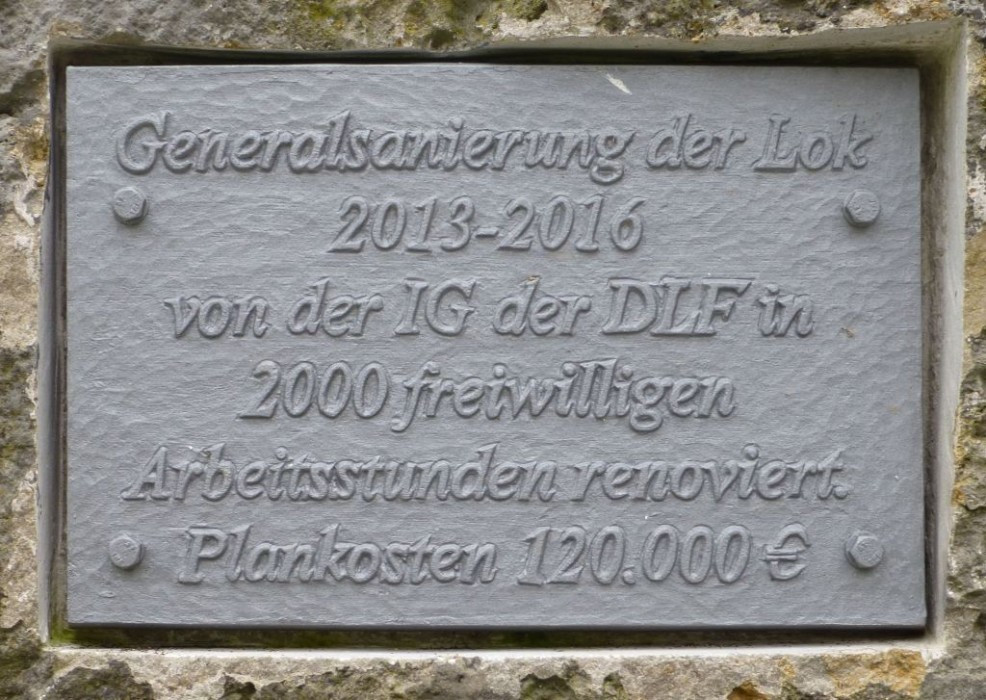 Generalsanierung der Lok
2013-2016
von der IG der DLF in
2000 freiwilligen
Arbeitsstunden renoviert.
Plankosten 120.000 €